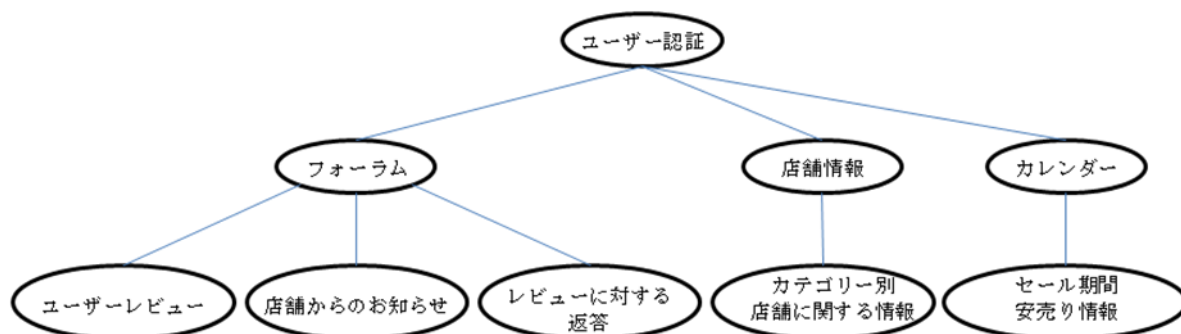 ユーザー認証
フォーラム
店舗情報
カレンダー
ユーザーレビュー
店舗からのお知らせ
レビューに対する
返答
カテゴリー別
店舗に関する情報
セール期間
安売り情報